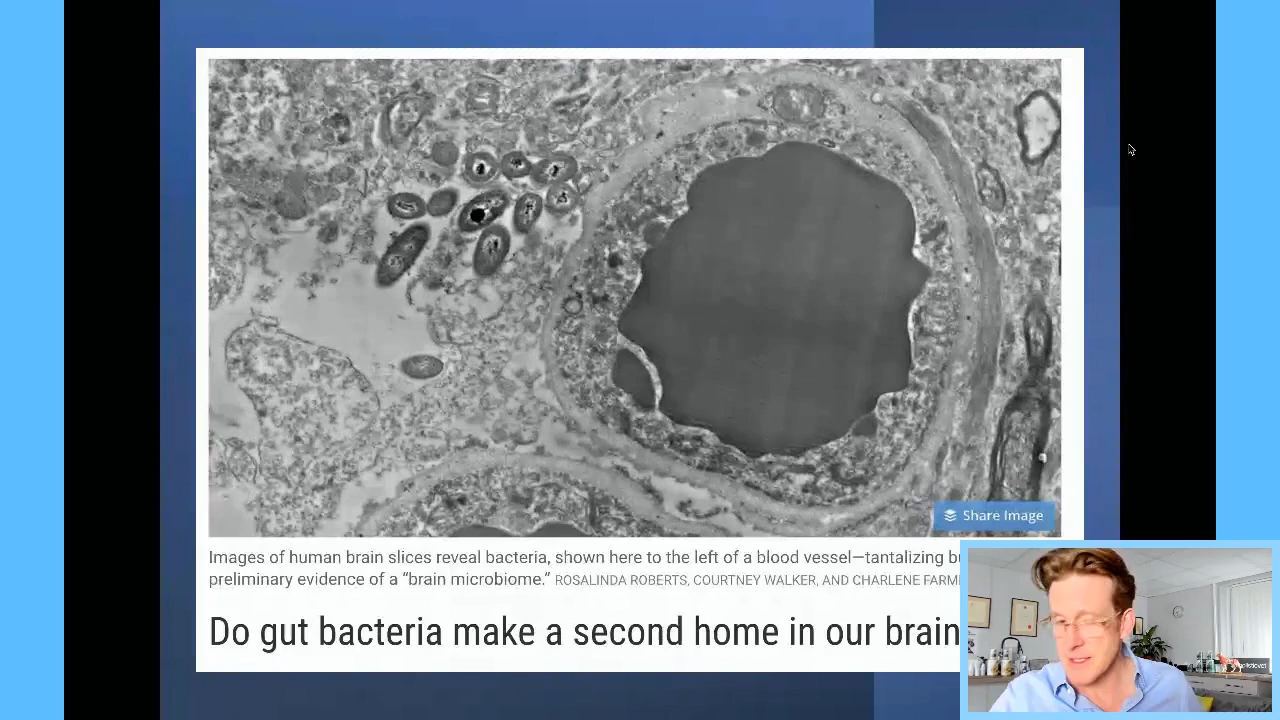 Share Image
Images of human brain slices reveal bacteria, shown here to the left of a blood vessel—tantalizing
preliminary evidence of a “brain microbiome.” ROSALINDA ROBERTS, COURTNEY WALKER, AND CHARLENE
Do gut bacteria make a second home in our brain